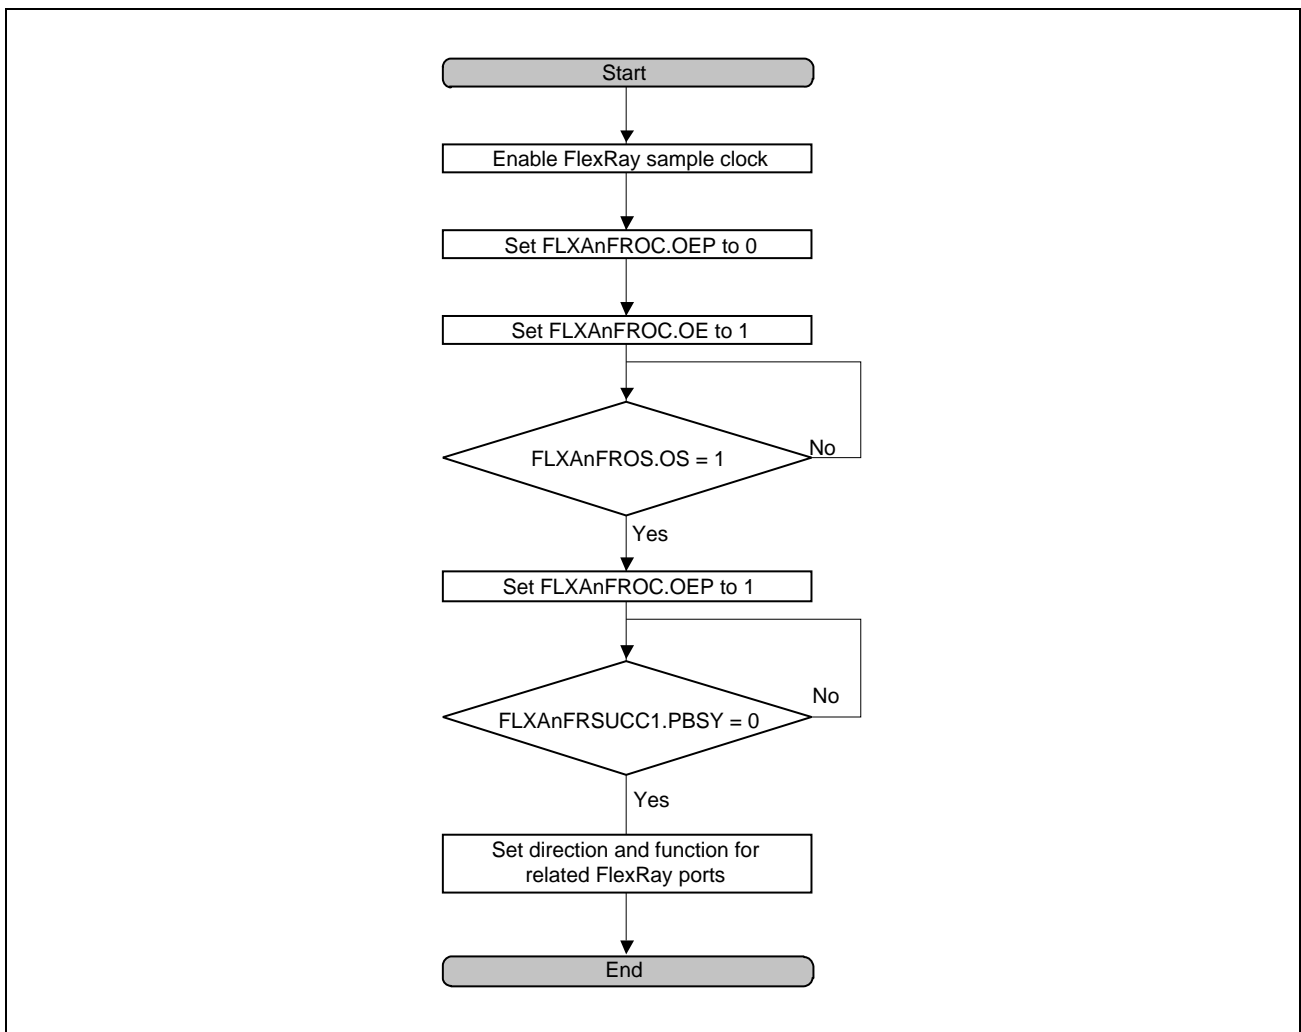 Start
Enable FlexRay sample clock
Set FLXAnFROC.OEP to 0
Set FLXAnFROC.OE to 1
FLXAnFROS.OS = 1
No
Yes
Set FLXAnFROC.OEP to 1
FLXAnFRSUCC1.PBSY = 0
No
Yes
Set direction and function for
related FlexRay ports
End